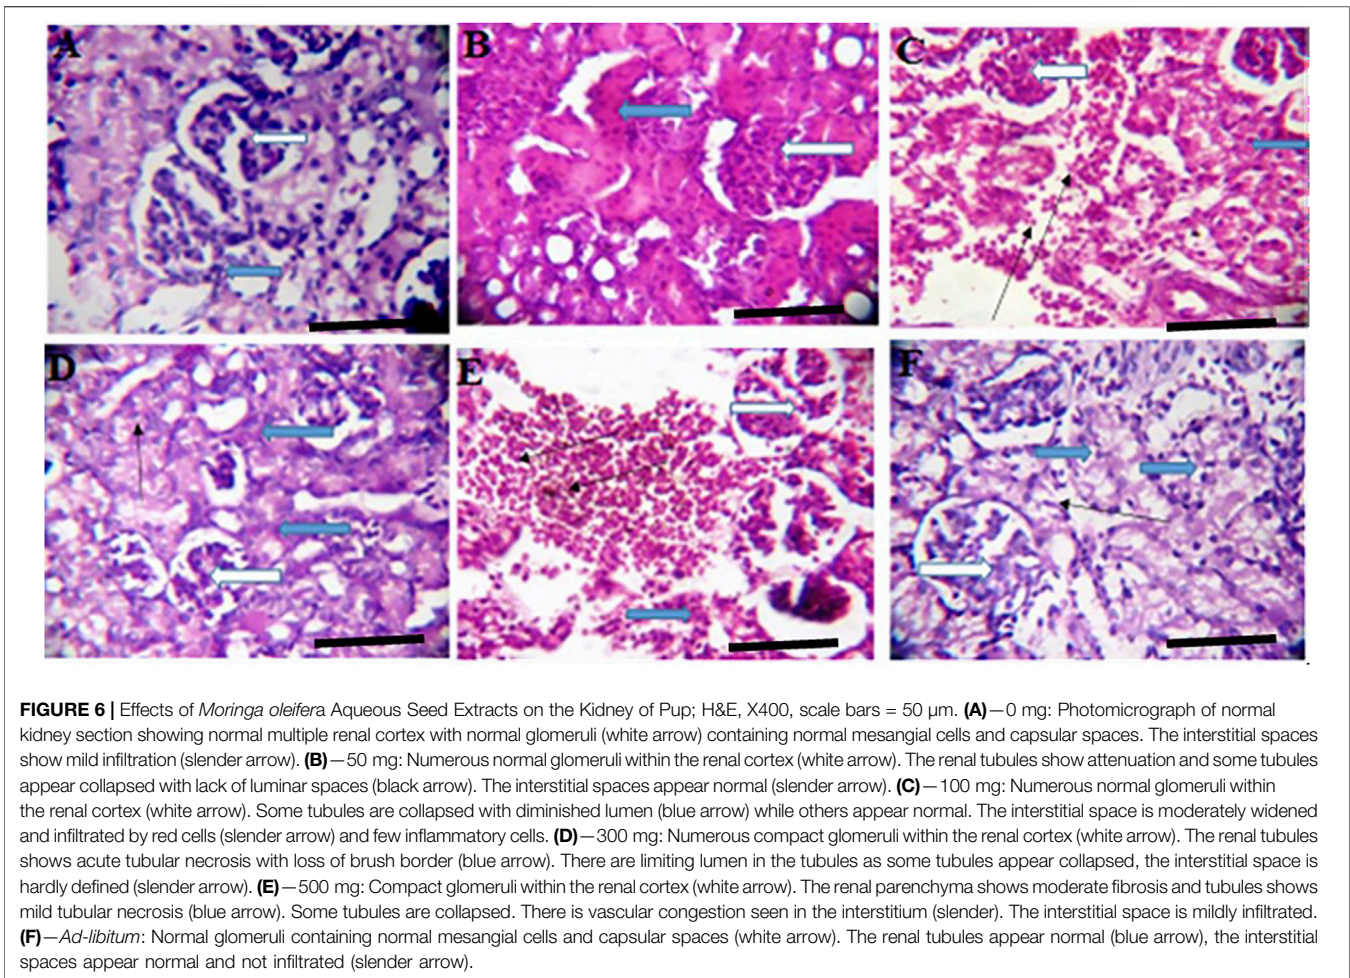 A
B
C
D
E
F
FIGURE 6 | Effects of Moringa oleifera Aqueous Seed Extracts on the Kidney of Pup; H&E, X400, scale bars = 50 μm. (A)—0 mg: Photomicrograph of normal
kidney section showing normal multiple renal cortex with normal glomeruli (white arrow) containing normal mesangial cells and capsular spaces. The interstitial spaces
show mild infiltration (slender arrow). (B)—50 mg: Numerous normal glomeruli within the renal cortex (white arrow). The renal tubules show attenuation and some tubules
appear collapsed with lack of luminar spaces (black arrow). The interstitial spaces appear normal (slender arrow). (C)—100 mg: Numerous normal glomeruli within
the renal cortex (white arrow). Some tubules are collapsed with diminished lumen (blue arrow) while others appear normal. The interstitial space is moderately widened
and infiltrated by red cells (slender arrow) and few inflammatory cells. (D)—300 mg: Numerous compact glomeruli within the renal cortex (white arrow). The renal tubules
shows acute tubular necrosis with loss of brush border (blue arrow). There are limiting lumen in the tubules as some tubules appear collapsed, the interstitial space is
hardly defined (slender arrow). (E)—500 mg: Compact glomeruli within the renal cortex (white arrow). The renal parenchyma shows moderate fibrosis and tubules shows
mild tubular necrosis (blue arrow). Some tubules are collapsed. There is vascular congestion seen in the interstitium (slender). The interstitial space is mildly infiltrated.
(F)—Ad-libitum: Normal glomeruli containing normal mesangial cells and capsular spaces (white arrow). The renal tubules appear normal (blue arrow), the interstitial
spaces appear normal and not infiltrated (slender arrow).